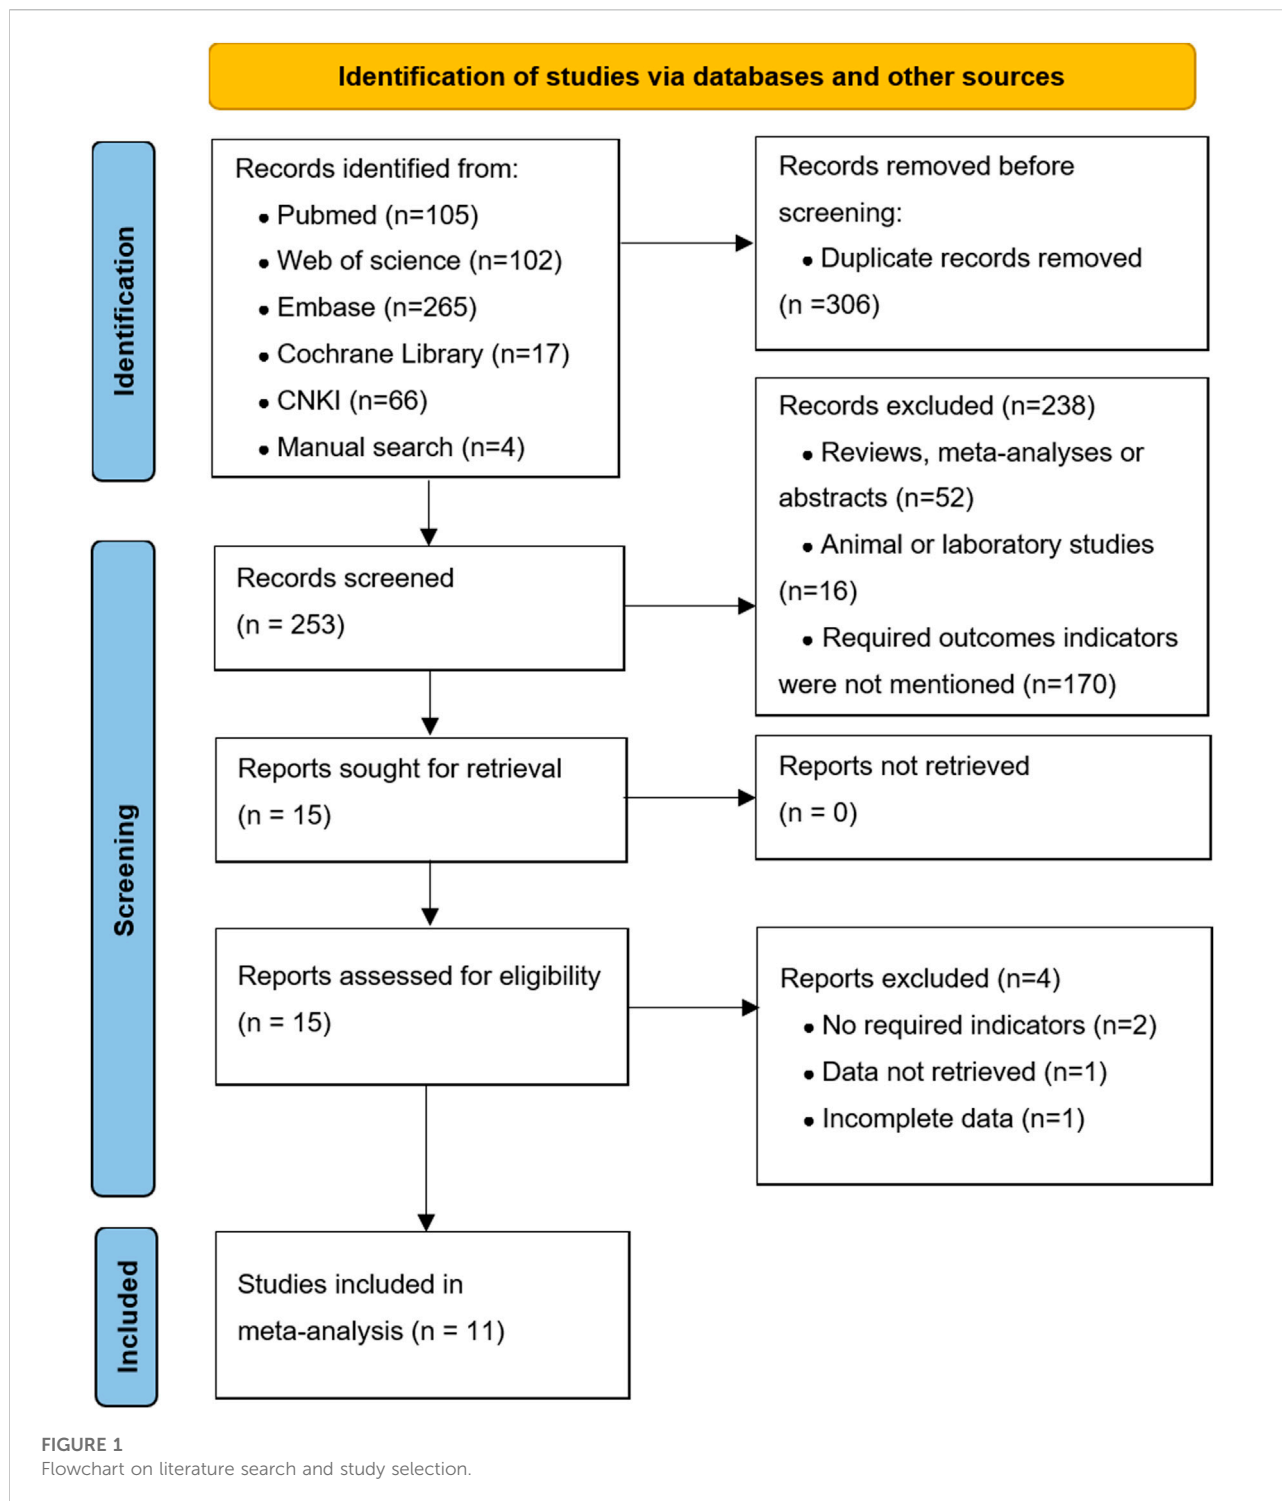 Identification of studies via databases and other sources
Identification
Records identified from:
• Pubmed (n=105)
• Web of science (n=102)
• Embase (n=265)
• Cochrane Library (n=17)
• CNKI (n=66)
• Manual search (n=4)
Records removed before
screening:
• Duplicate records removed
(n =306)
Screening
Records screened
(n = 253)
Records excluded (n=238)
• Reviews, meta-analyses or
abstracts (n=52)
• Animal or laboratory studies
(n=16)
• Required outcomes indicators
were not mentioned (n=170)
Reports sought for retrieval
(n = 15)
Reports not retrieved
(n = 0)
Reports assessed for eligibility
(n = 15)
Reports excluded (n=4)
• No required indicators (n=2)
• Data not retrieved (n=1)
• Incomplete data (n=1)
Included
Studies included in
meta-analysis (n = 11)
FIGURE 1
Flowchart on literature search and study selection.